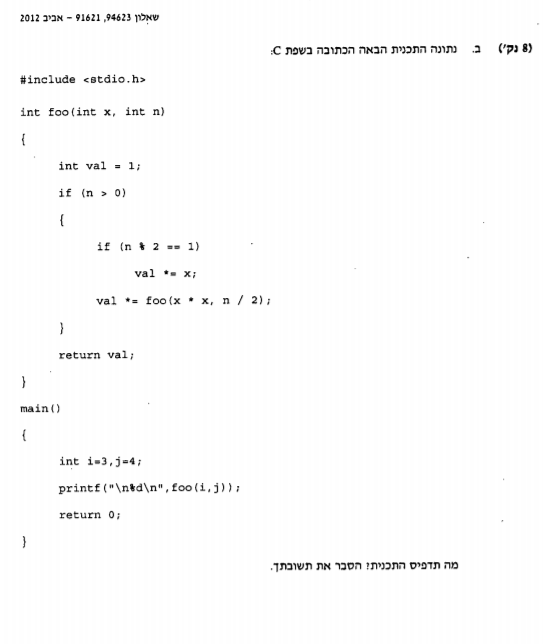 שאלון 94623, 91621 – אביב 2012
(8 נק') ב. נתונה התכנית הבאה הכתובה בשפת C:
#include <stdio.h>
int foo(int x, int n)
{
int val = 1;
if (n > 0)
{
if (n % 2 == 1)
val *= x;
val *= foo(x * x, n / 2);
}
return val;
}
main()
{
int i=3,j=4;
printf("\n%d\n",foo(i,j));
return 0;
}
מה תדפיס התכנית? הסבר את תשובתך.